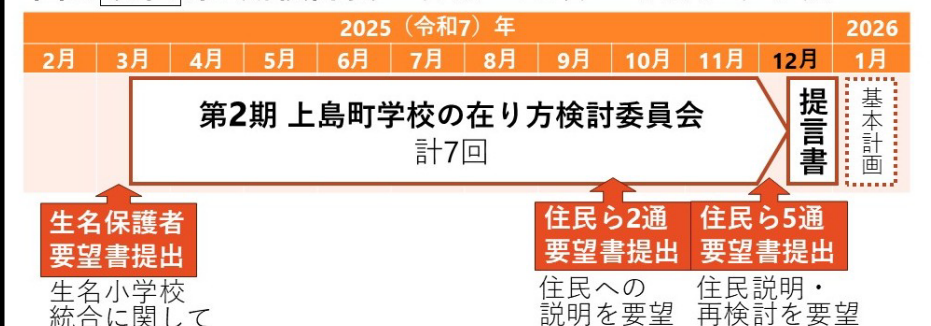 2025（令和7）年
2026
2月 3月 4月 5月 6月 7月 8月 9月 10月 11月 12月 1月
第2期 上島町学校の在り方検討委員会
計7回
提言書
基本計画
生名保護者
要望書提出
生名小学校
統合に関して
住民ら2通
要望書提出
住民への
説明を要望
住民ら5通
要望書提出
住民説明・
再検討を要望